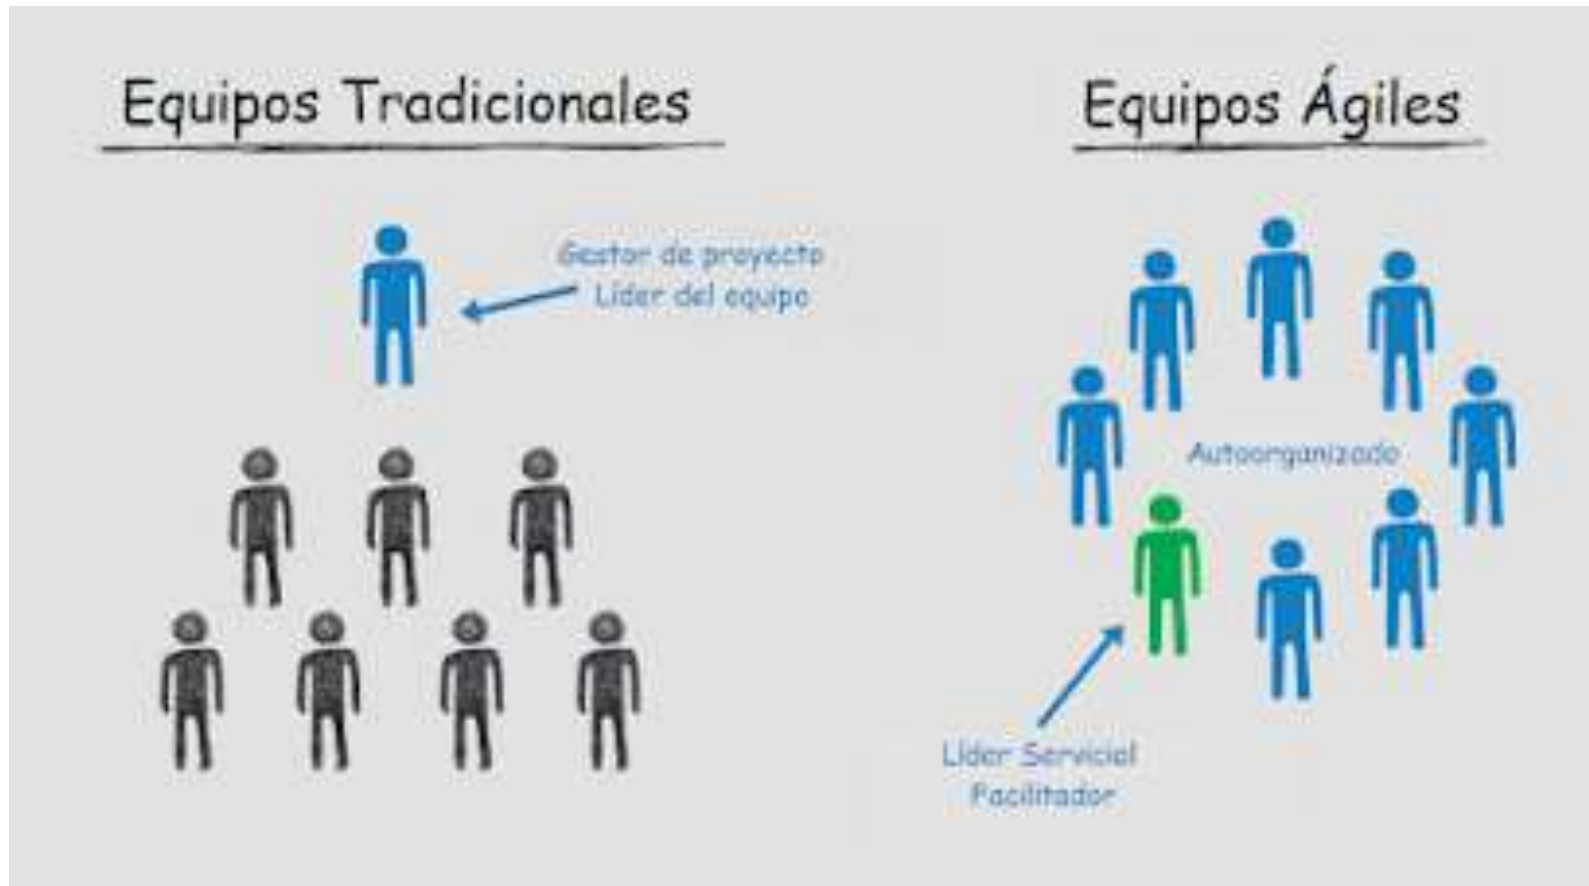 Equipos Tradicionales
Gestor de proyecto
Líder del equipo
Equipos Ágiles
Autoorganizado
Líder Servicial
Facilitador